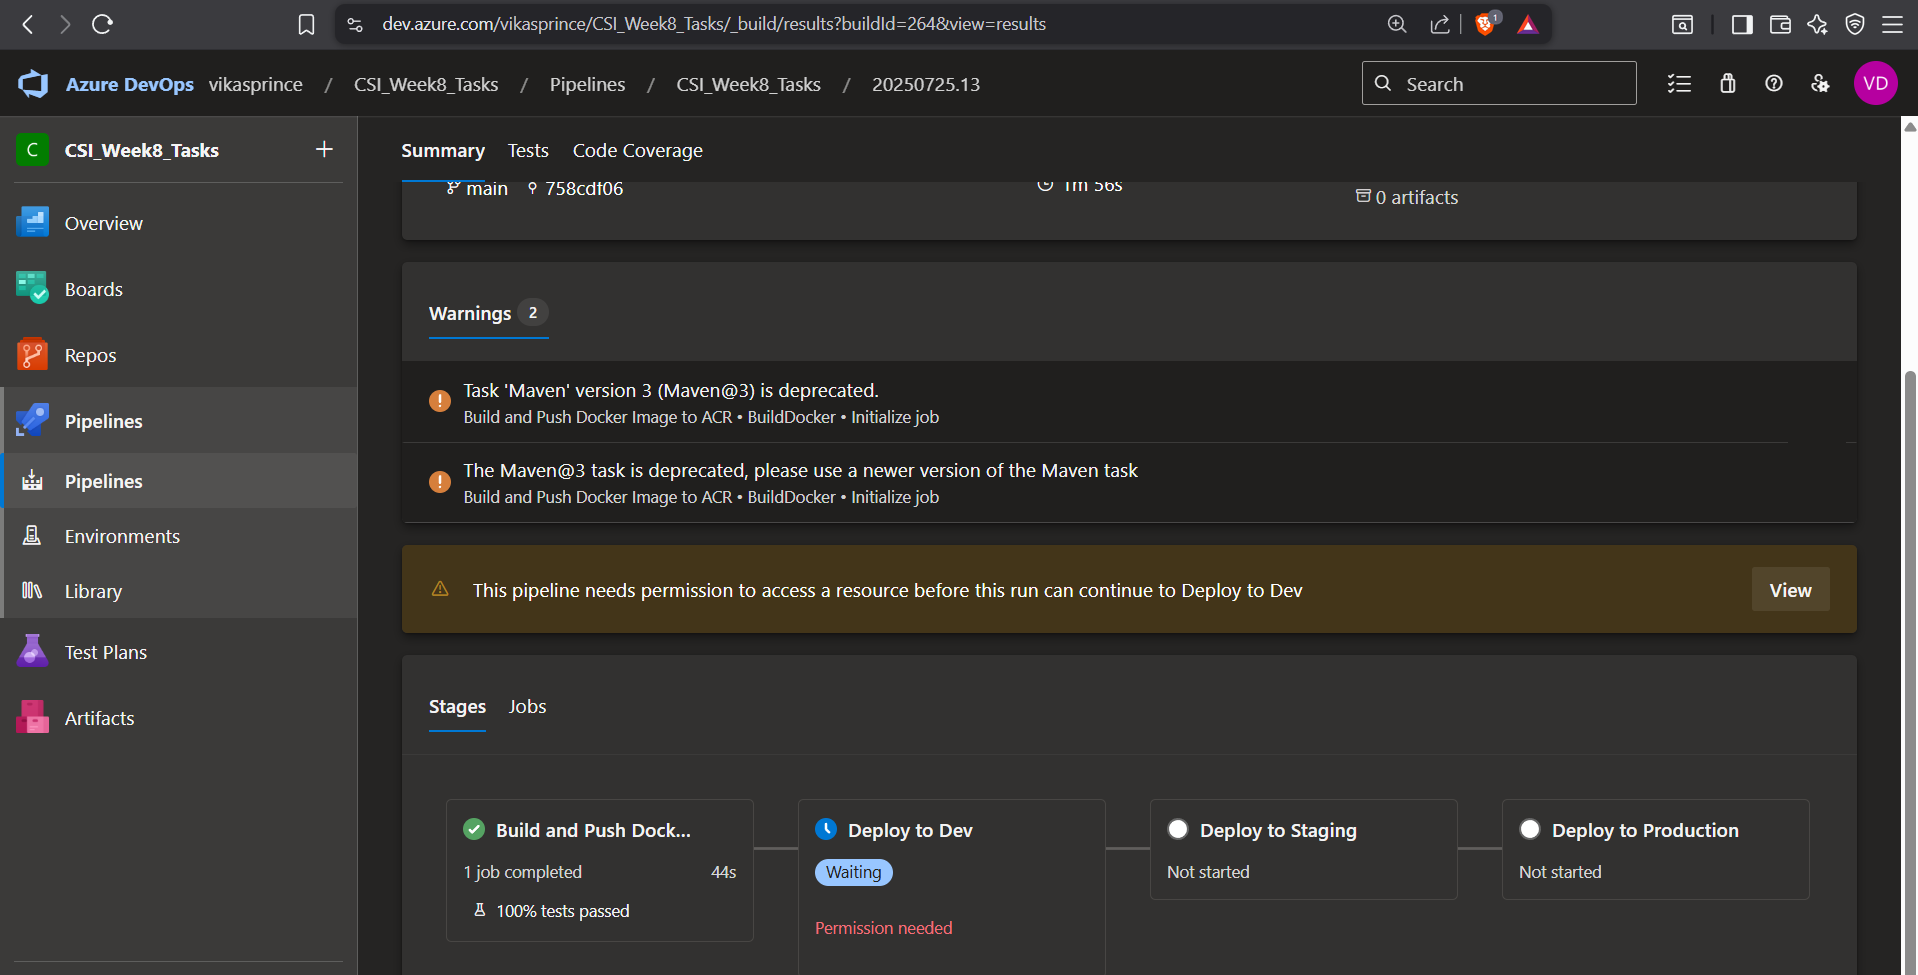 dev.azure.com/vikasprince/CSI_Week8_Tasks/_build/results?buildId=264&view=results
1
Azure DevOps vikasprince / CSI_Week8_Tasks / Pipelines / CSI_Week8_Tasks / 20250725.13
Search
VD
C CSI_Week8_Tasks +
Overview
Boards
Repos
Pipelines
Pipelines
Environments
Library
Test Plans
Artifacts
Summary Tests Code Coverage
main 758cdf06
1m 56s
0 artifacts
Warnings 2
Task 'Maven' version 3 (Maven@3) is deprecated.
Build and Push Docker Image to ACR • BuildDocker • Initialize job
The Maven@3 task is deprecated, please use a newer version of the Maven task
Build and Push Docker Image to ACR • BuildDocker • Initialize job
This pipeline needs permission to access a resource before this run can continue to Deploy to Dev
View
Stages Jobs
Build and Push Dock...
1 job completed 44s
100% tests passed
Deploy to Dev
Waiting
Permission needed
Deploy to Staging
Not started
Deploy to Production
Not started